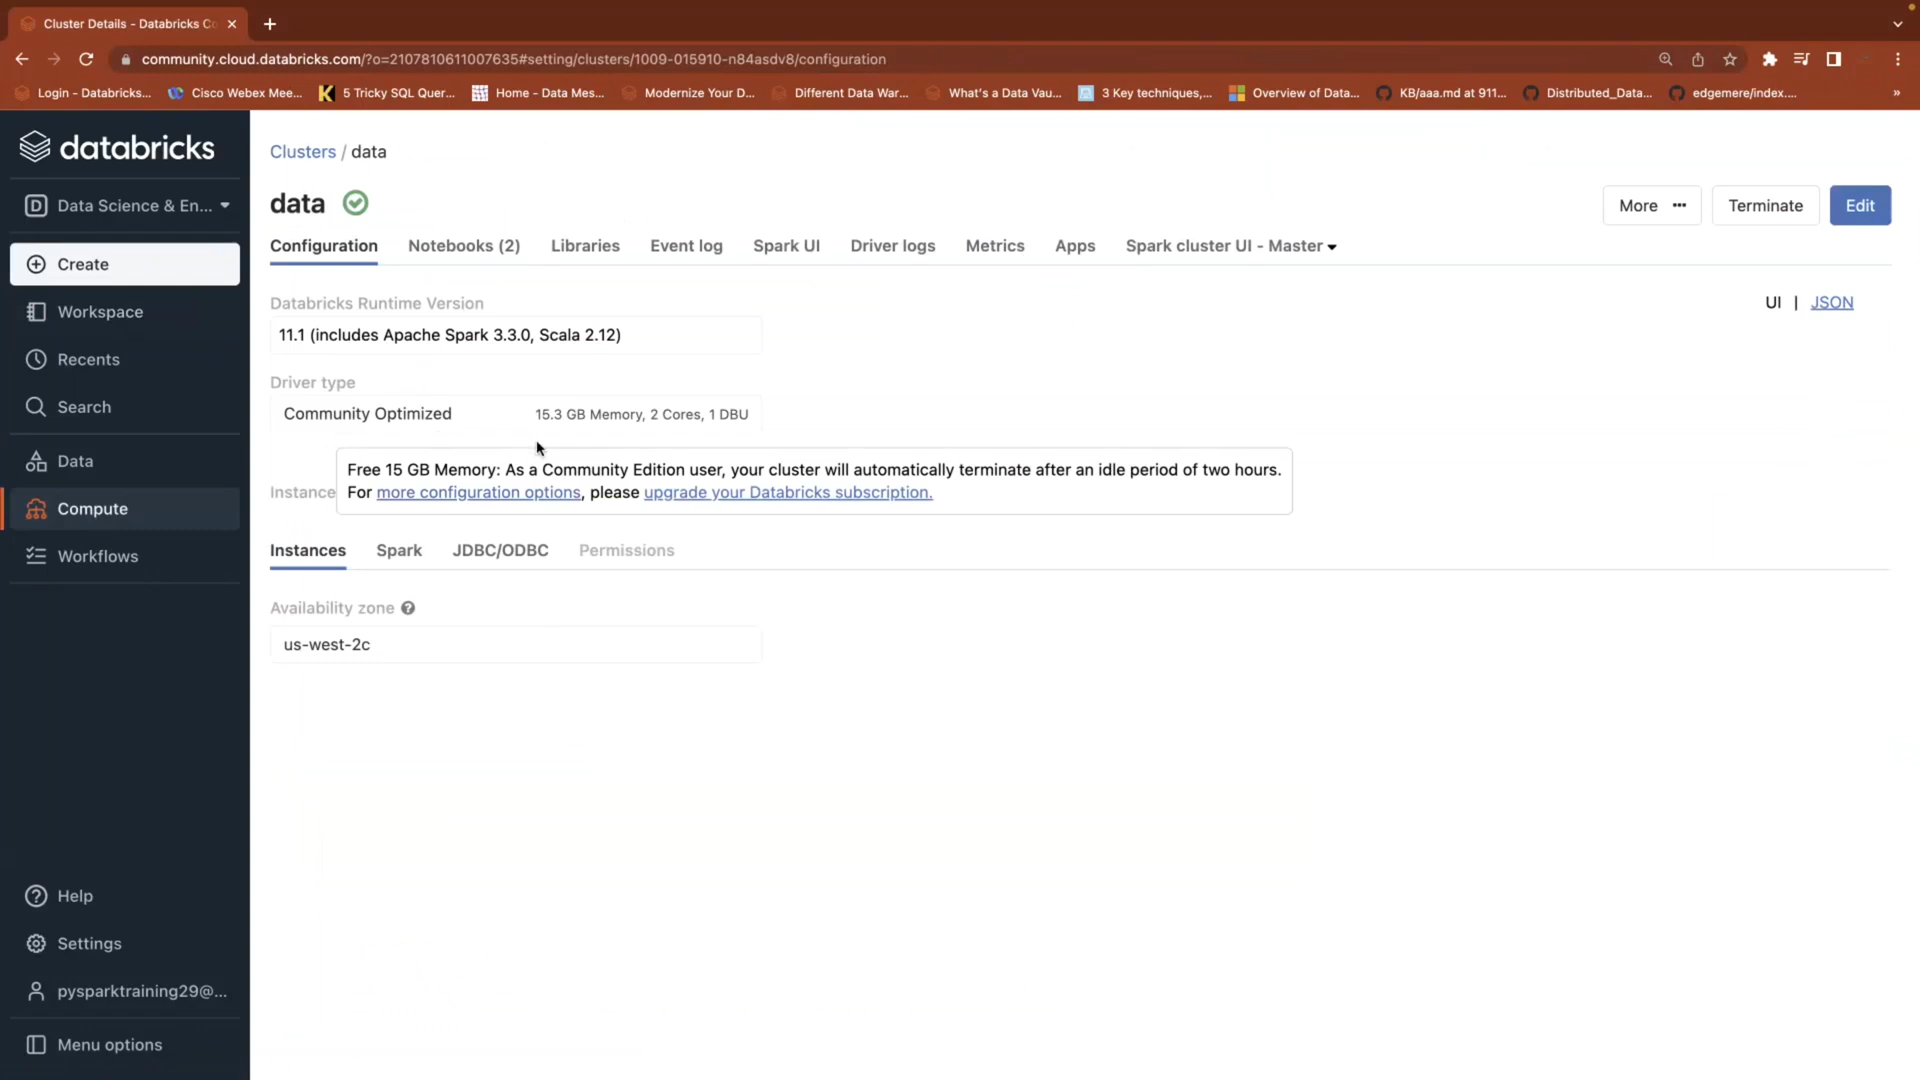 Cluster Details - Databricks Co
community.cloud.databricks.com/?o=2107810611007635#setting/clusters/1009-015910-n84asdv8/configuration
Login - Databricks...
Cisco Webex Mee...
5 Tricky SQL Quer...
Home - Data Mes...
Modernize Your D...
Different Data War...
What's a Data Vau...
3 Key techniques,...
Overview of Data...
KB/aaa.md at 911...
Distributed_Data...
edgemere/index....
databricks
Data Science & En...
Create
Workspace
Recents
Search
Data
Compute
Workflows
Help
Settings
pysparktraining29@...
Menu options
Clusters / data
data
More
Terminate
Edit
Configuration
Notebooks (2)
Libraries
Event log
Spark UI
Driver logs
Metrics
Apps
Spark cluster UI - Master
UI | JSON
Databricks Runtime Version
11.1 (includes Apache Spark 3.3.0, Scala 2.12)
Driver type
Community Optimized
15.3 GB Memory, 2 Cores, 1 DBU
Instance
Free 15 GB Memory: As a Community Edition user, your cluster will automatically terminate after an idle period of two hours.
For more configuration options, please upgrade your Databricks subscription.
Instances
Spark
JDBC/ODBC
Permissions
Availability zone
us-west-2c